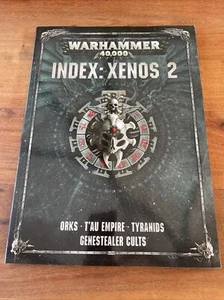 WARHAMMER
40,000
INDEX: XENOS 2
ORKS • T'AU EMPIRE • TYRANIDS
GENESTEALER CULTS